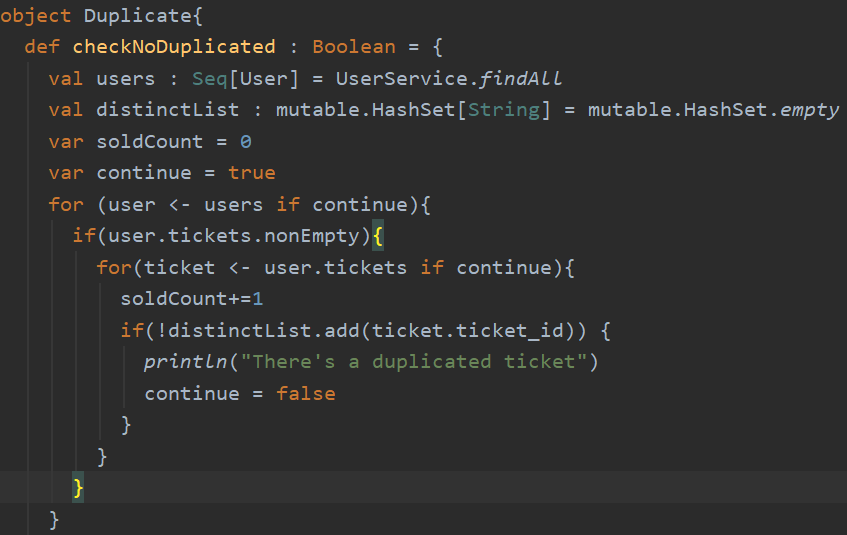 object Duplicate{
def checkNoDuplicated : Boolean = {
val users : Seq[User] = UserService.findAll
val distinctList : mutable.HashSet[String] = mutable.HashSet.empty
var soldCount = 0
var continue = true
for (user <- users if continue){
if(user.tickets.nonEmpty){
for(ticket <- user.tickets if continue){
soldCount+=1
if(!distinctList.add(ticket.ticket_id)) {
println("There's a duplicated ticket")
continue = false
}
}
}
}